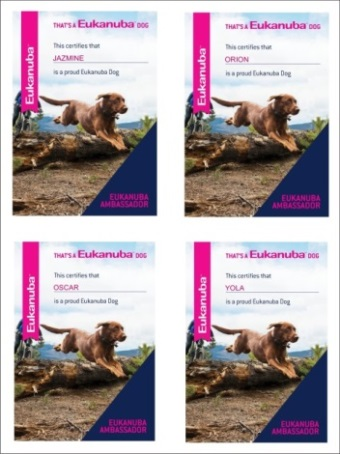 THAT'S A Eukanuba DOG
This certifies that
JAZMINE
is a proud Eukanuba Dog
Eukanuba
EUKANUBA
AMBASSADOR
THAT'S A Eukanuba DOG
This certifies that
ORION
is a proud Eukanuba Dog
Eukanuba
EUKANUBA
AMBASSADOR
THAT'S A Eukanuba DOG
This certifies that
OSCAR
is a proud Eukanuba Dog
Eukanuba
EUKANUBA
AMBASSADOR
THAT'S A Eukanuba DOG
This certifies that
YOLA
is a proud Eukanuba Dog
Eukanuba
EUKANUBA
AMBASSADOR